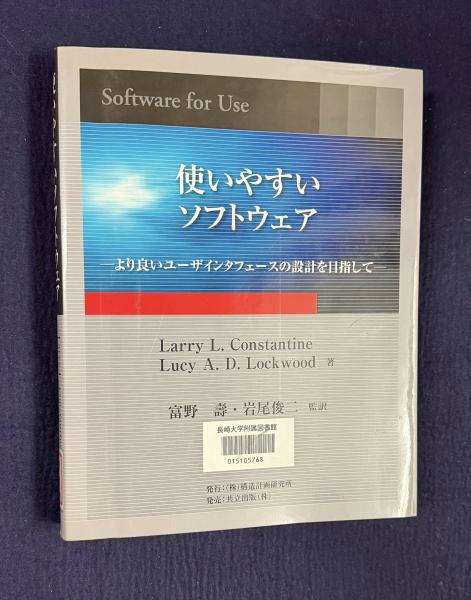 Software for Use
使いやすい
ソフトウェア
―より良いユーザインタフェースの設計を目指して―
Larry L. Constantine
Lucy A. D. Lockwood 著
富野 壽・岩尾俊二 監訳
長崎大学附属図書館
015105768
発行:(株)構造計画研究所
発売:共立出版(株)